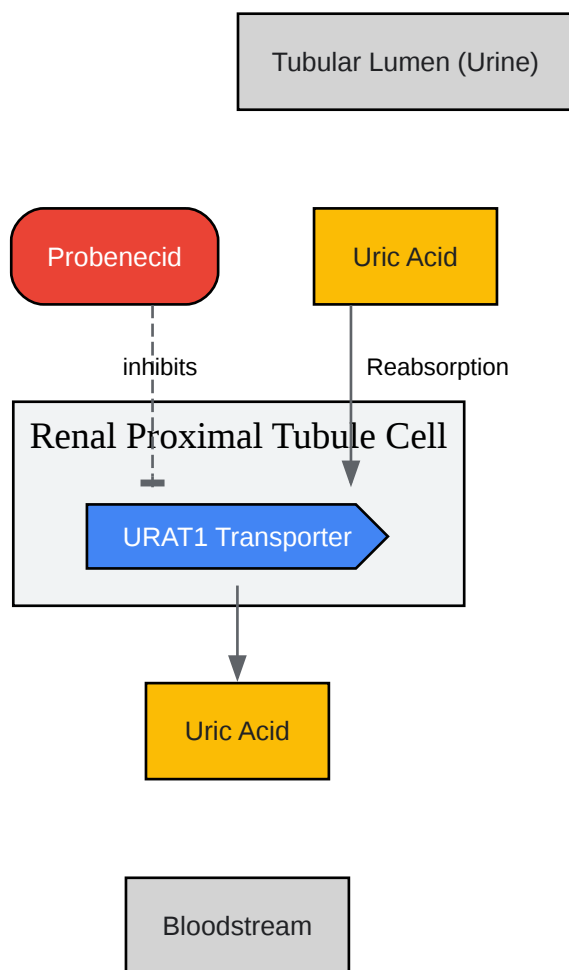 Tubular Lumen (Urine)
Probenecid
Uric Acid
inhibits
Reabsorption
Renal Proximal Tubule Cell
URAT1 Transporter
Uric Acid
Bloodstream